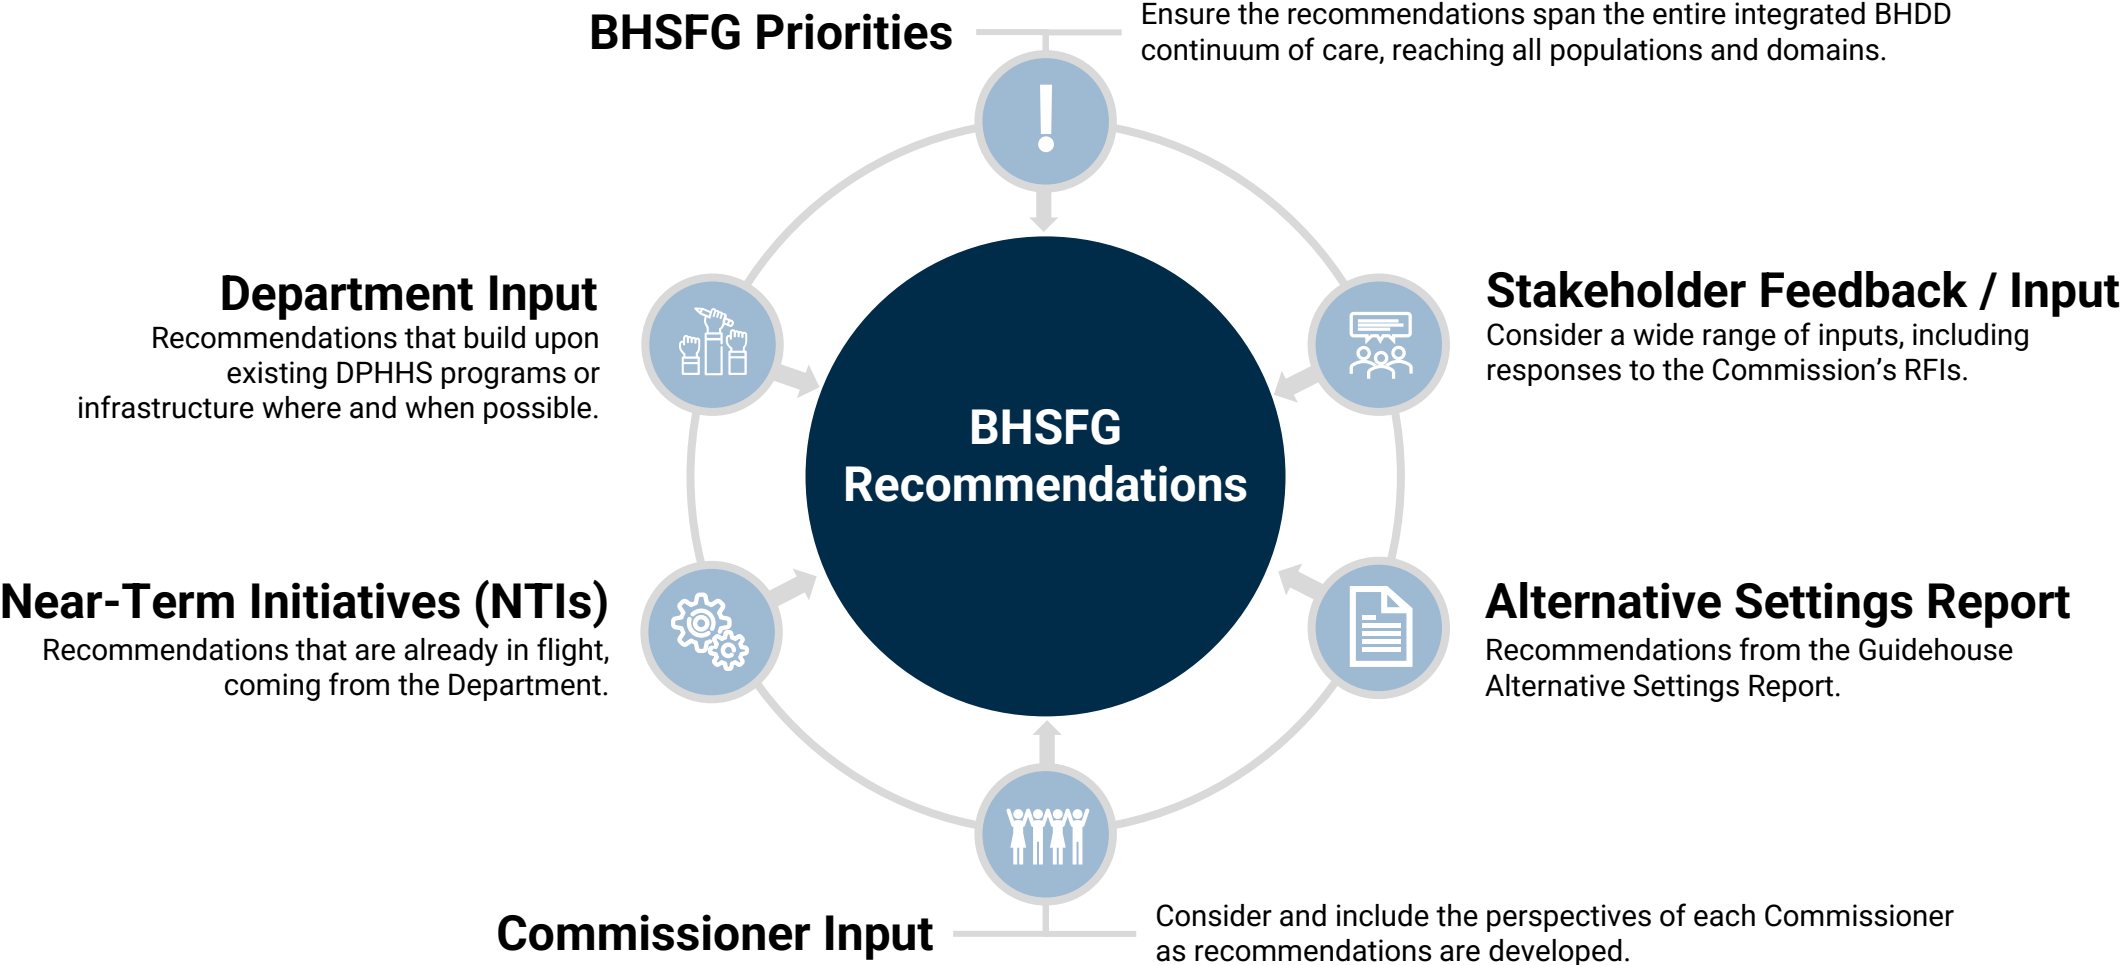 BHSFG Priorities
Ensure the recommendations span the entire integrated BHDD
continuum of care, reaching all populations and domains.
Department Input
Recommendations that build upon
existing DPHHS programs or
infrastructure where and when possible.
Stakeholder Feedback / Input
Consider a wide range of inputs, including
responses to the Commission’s RFIs.
BHSFG
Recommendations
Near-Term Initiatives (NTIs)
Recommendations that are already in flight,
coming from the Department.
Alternative Settings Report
Recommendations from the Guidehouse
Alternative Settings Report.
Commissioner Input
Consider and include the perspectives of each Commissioner
as recommendations are developed.